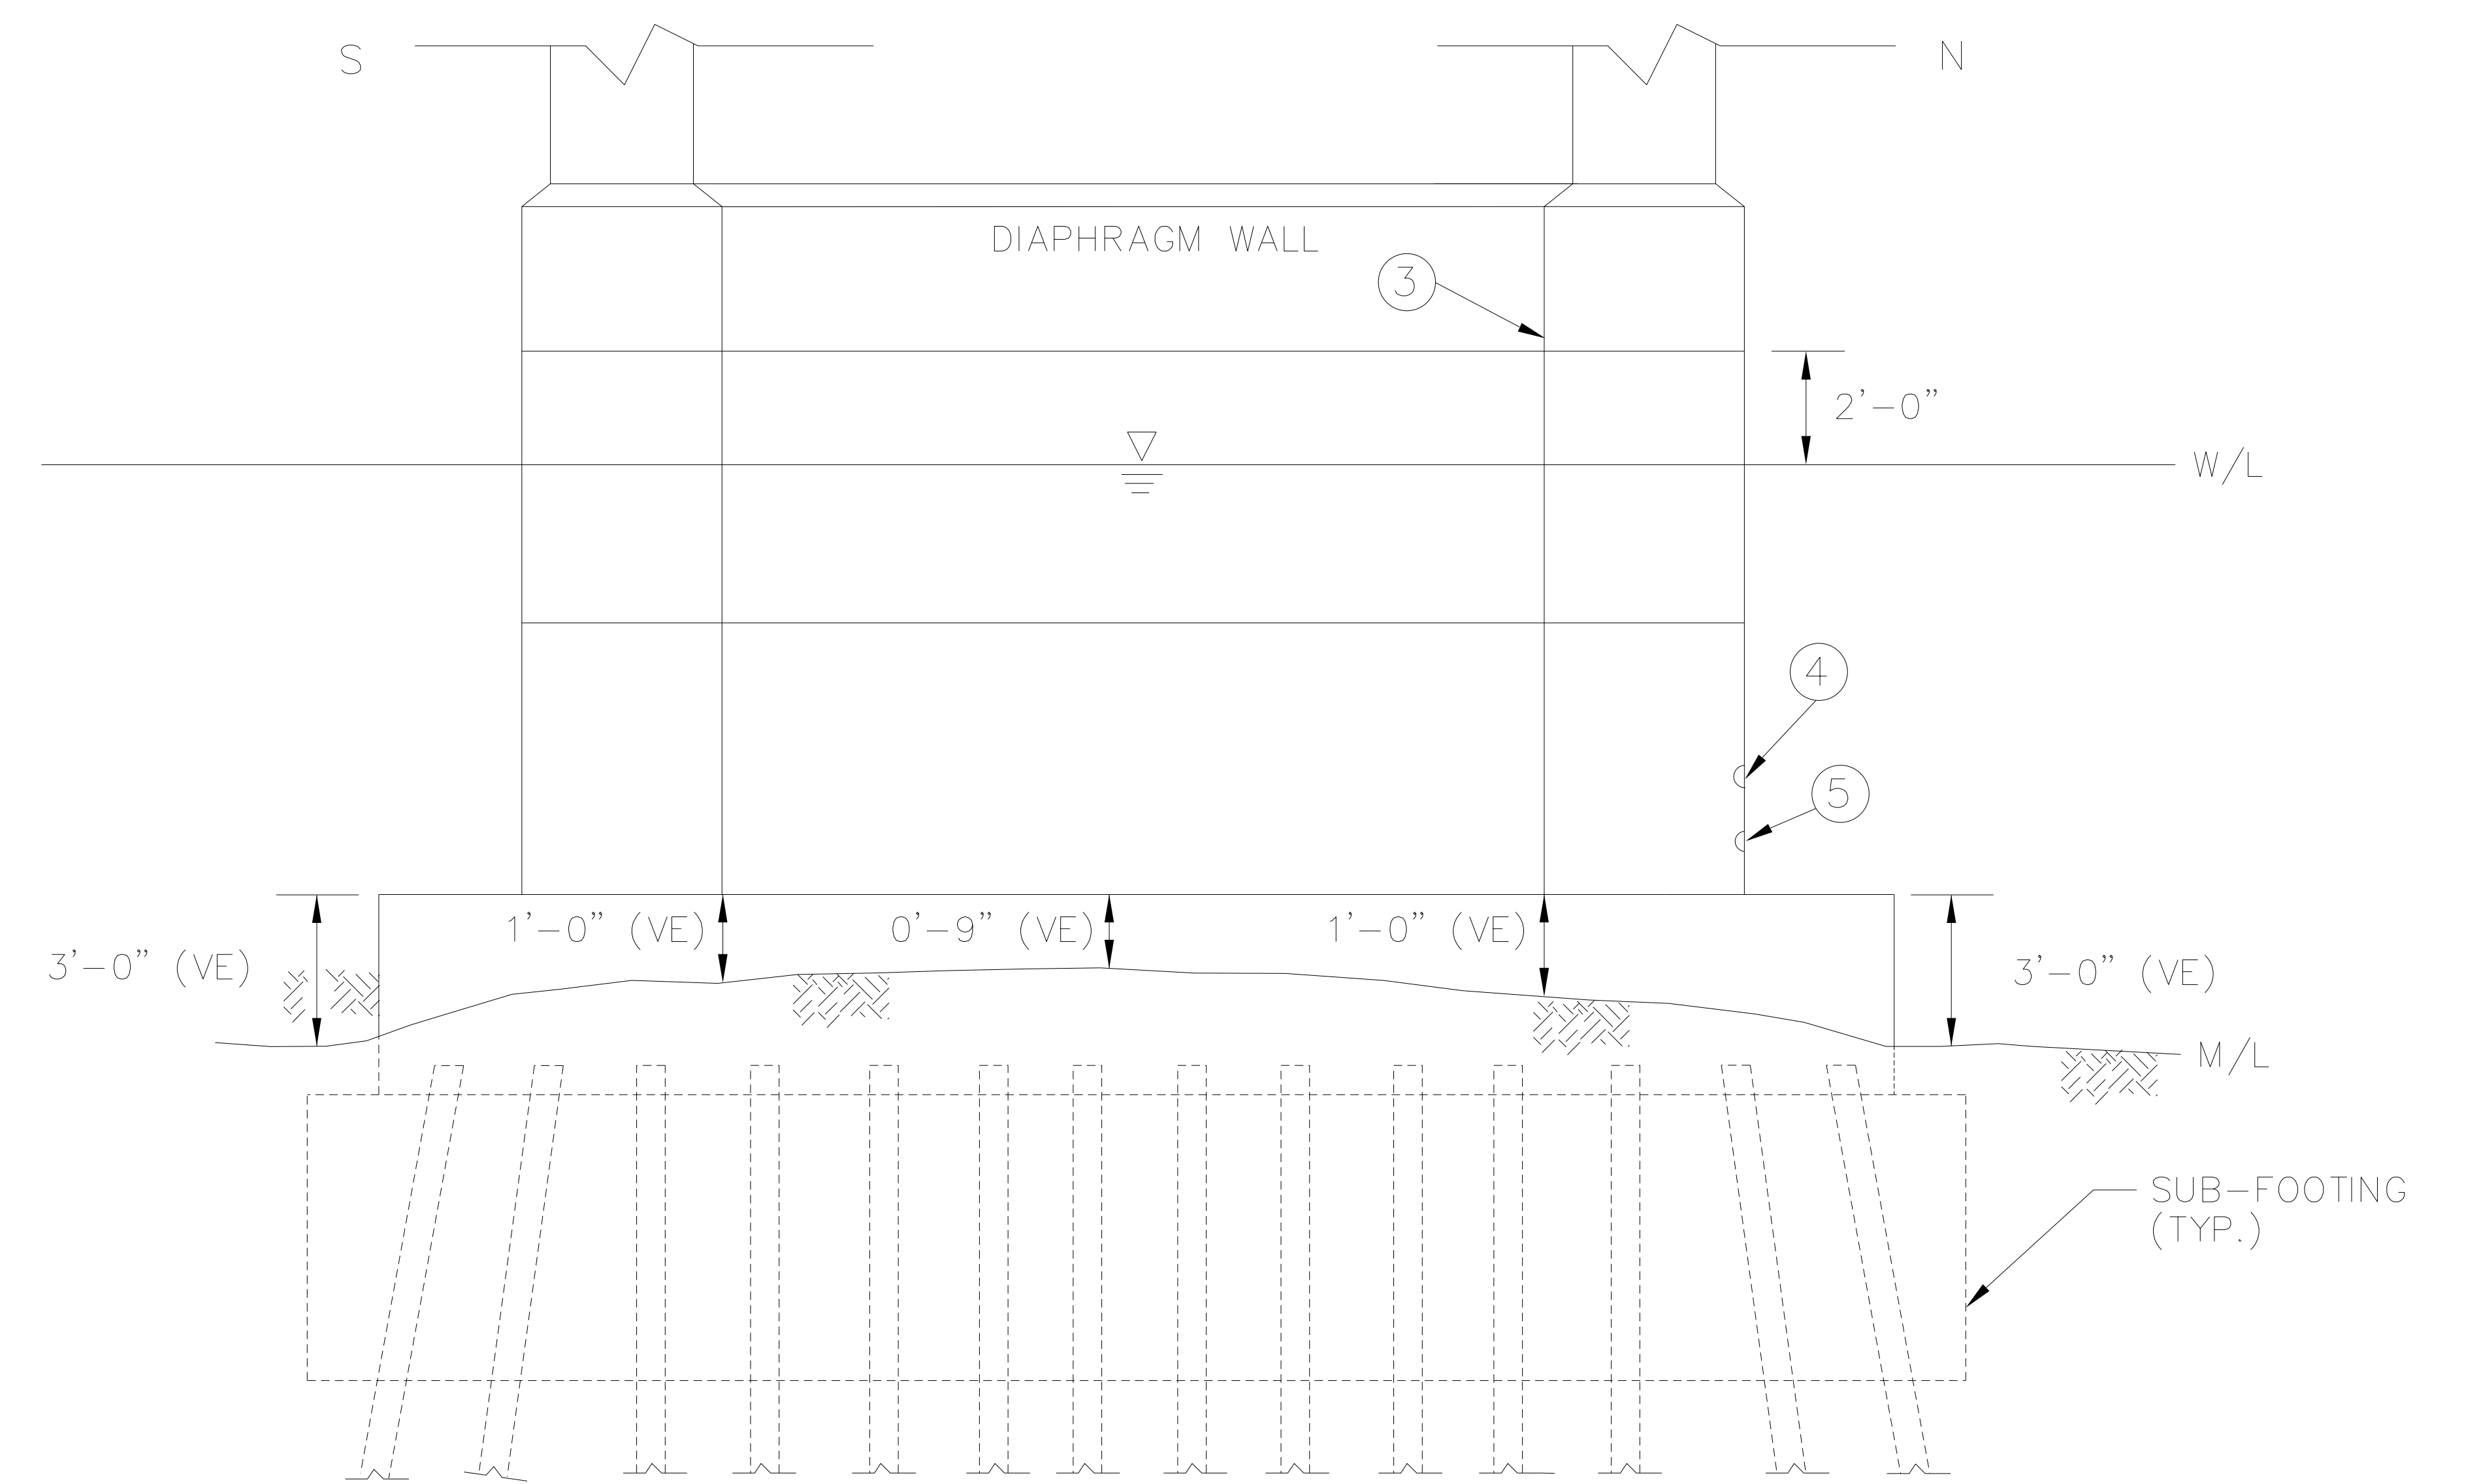 S
N
DIAPHRAGM WALL
3
2'-0"
W/L
4
5
1'-0" (VE)
0'-9" (VE)
1'-0" (VE)
3'-0" (VE)
3'-0" (VE)
M/L
SUB-FOOTING
(TYP.)